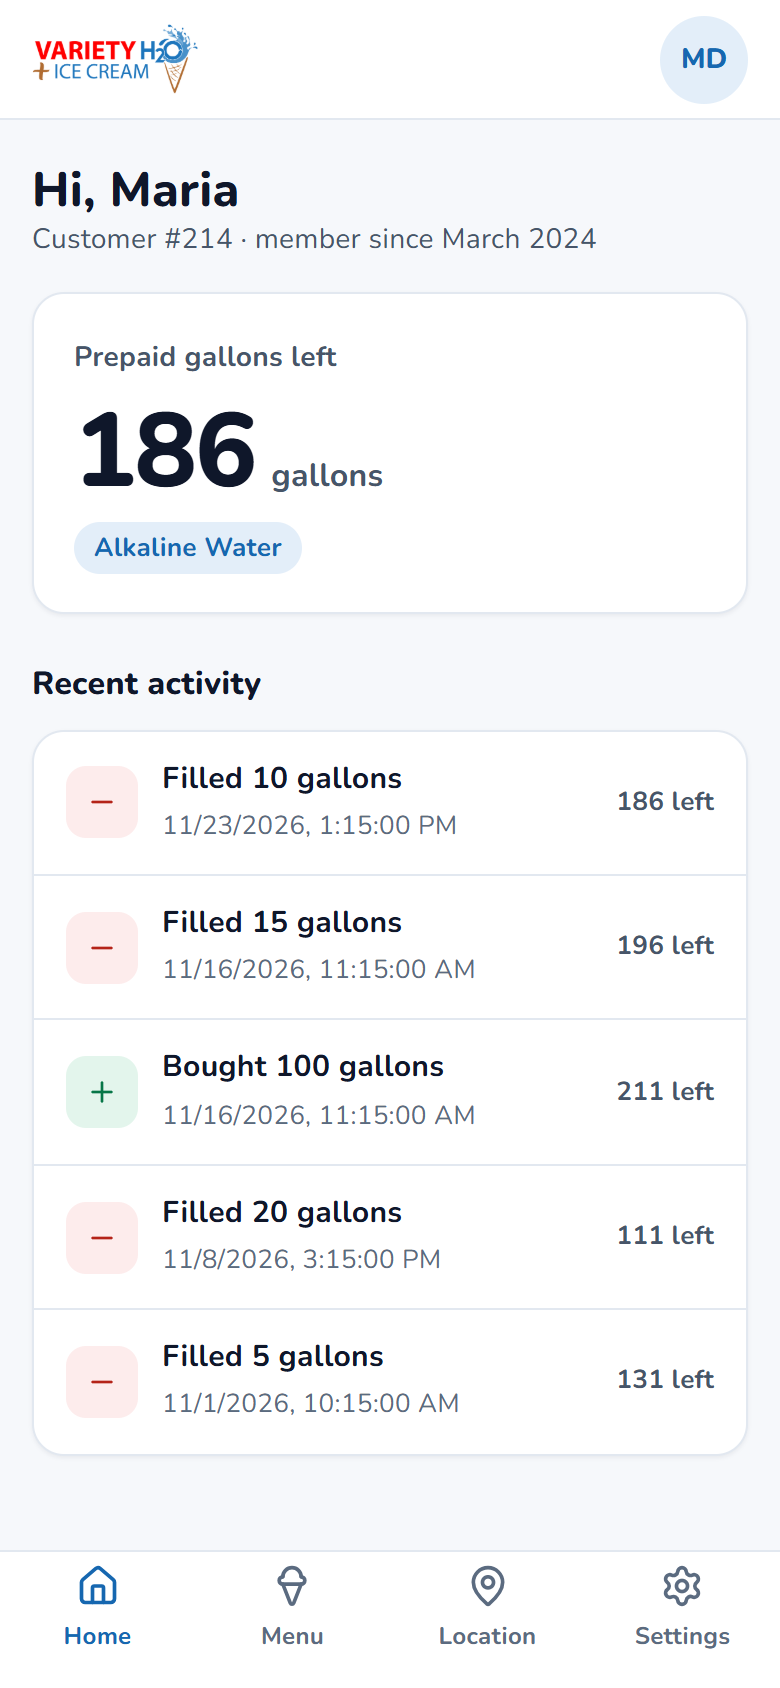 VARIETY H2O
+ ICE CREAM
MD
Hi, Maria
Customer #214 · member since March 2024
Prepaid gallons left
186 gallons
Alkaline Water
Recent activity
Filled 10 gallons
11/23/2026, 1:15:00 PM
186 left
Filled 15 gallons
11/16/2026, 11:15:00 AM
196 left
Bought 100 gallons
11/16/2026, 11:15:00 AM
211 left
Filled 20 gallons
11/8/2026, 3:15:00 PM
111 left
Filled 5 gallons
11/1/2026, 10:15:00 AM
131 left
Home
Menu
Location
Settings